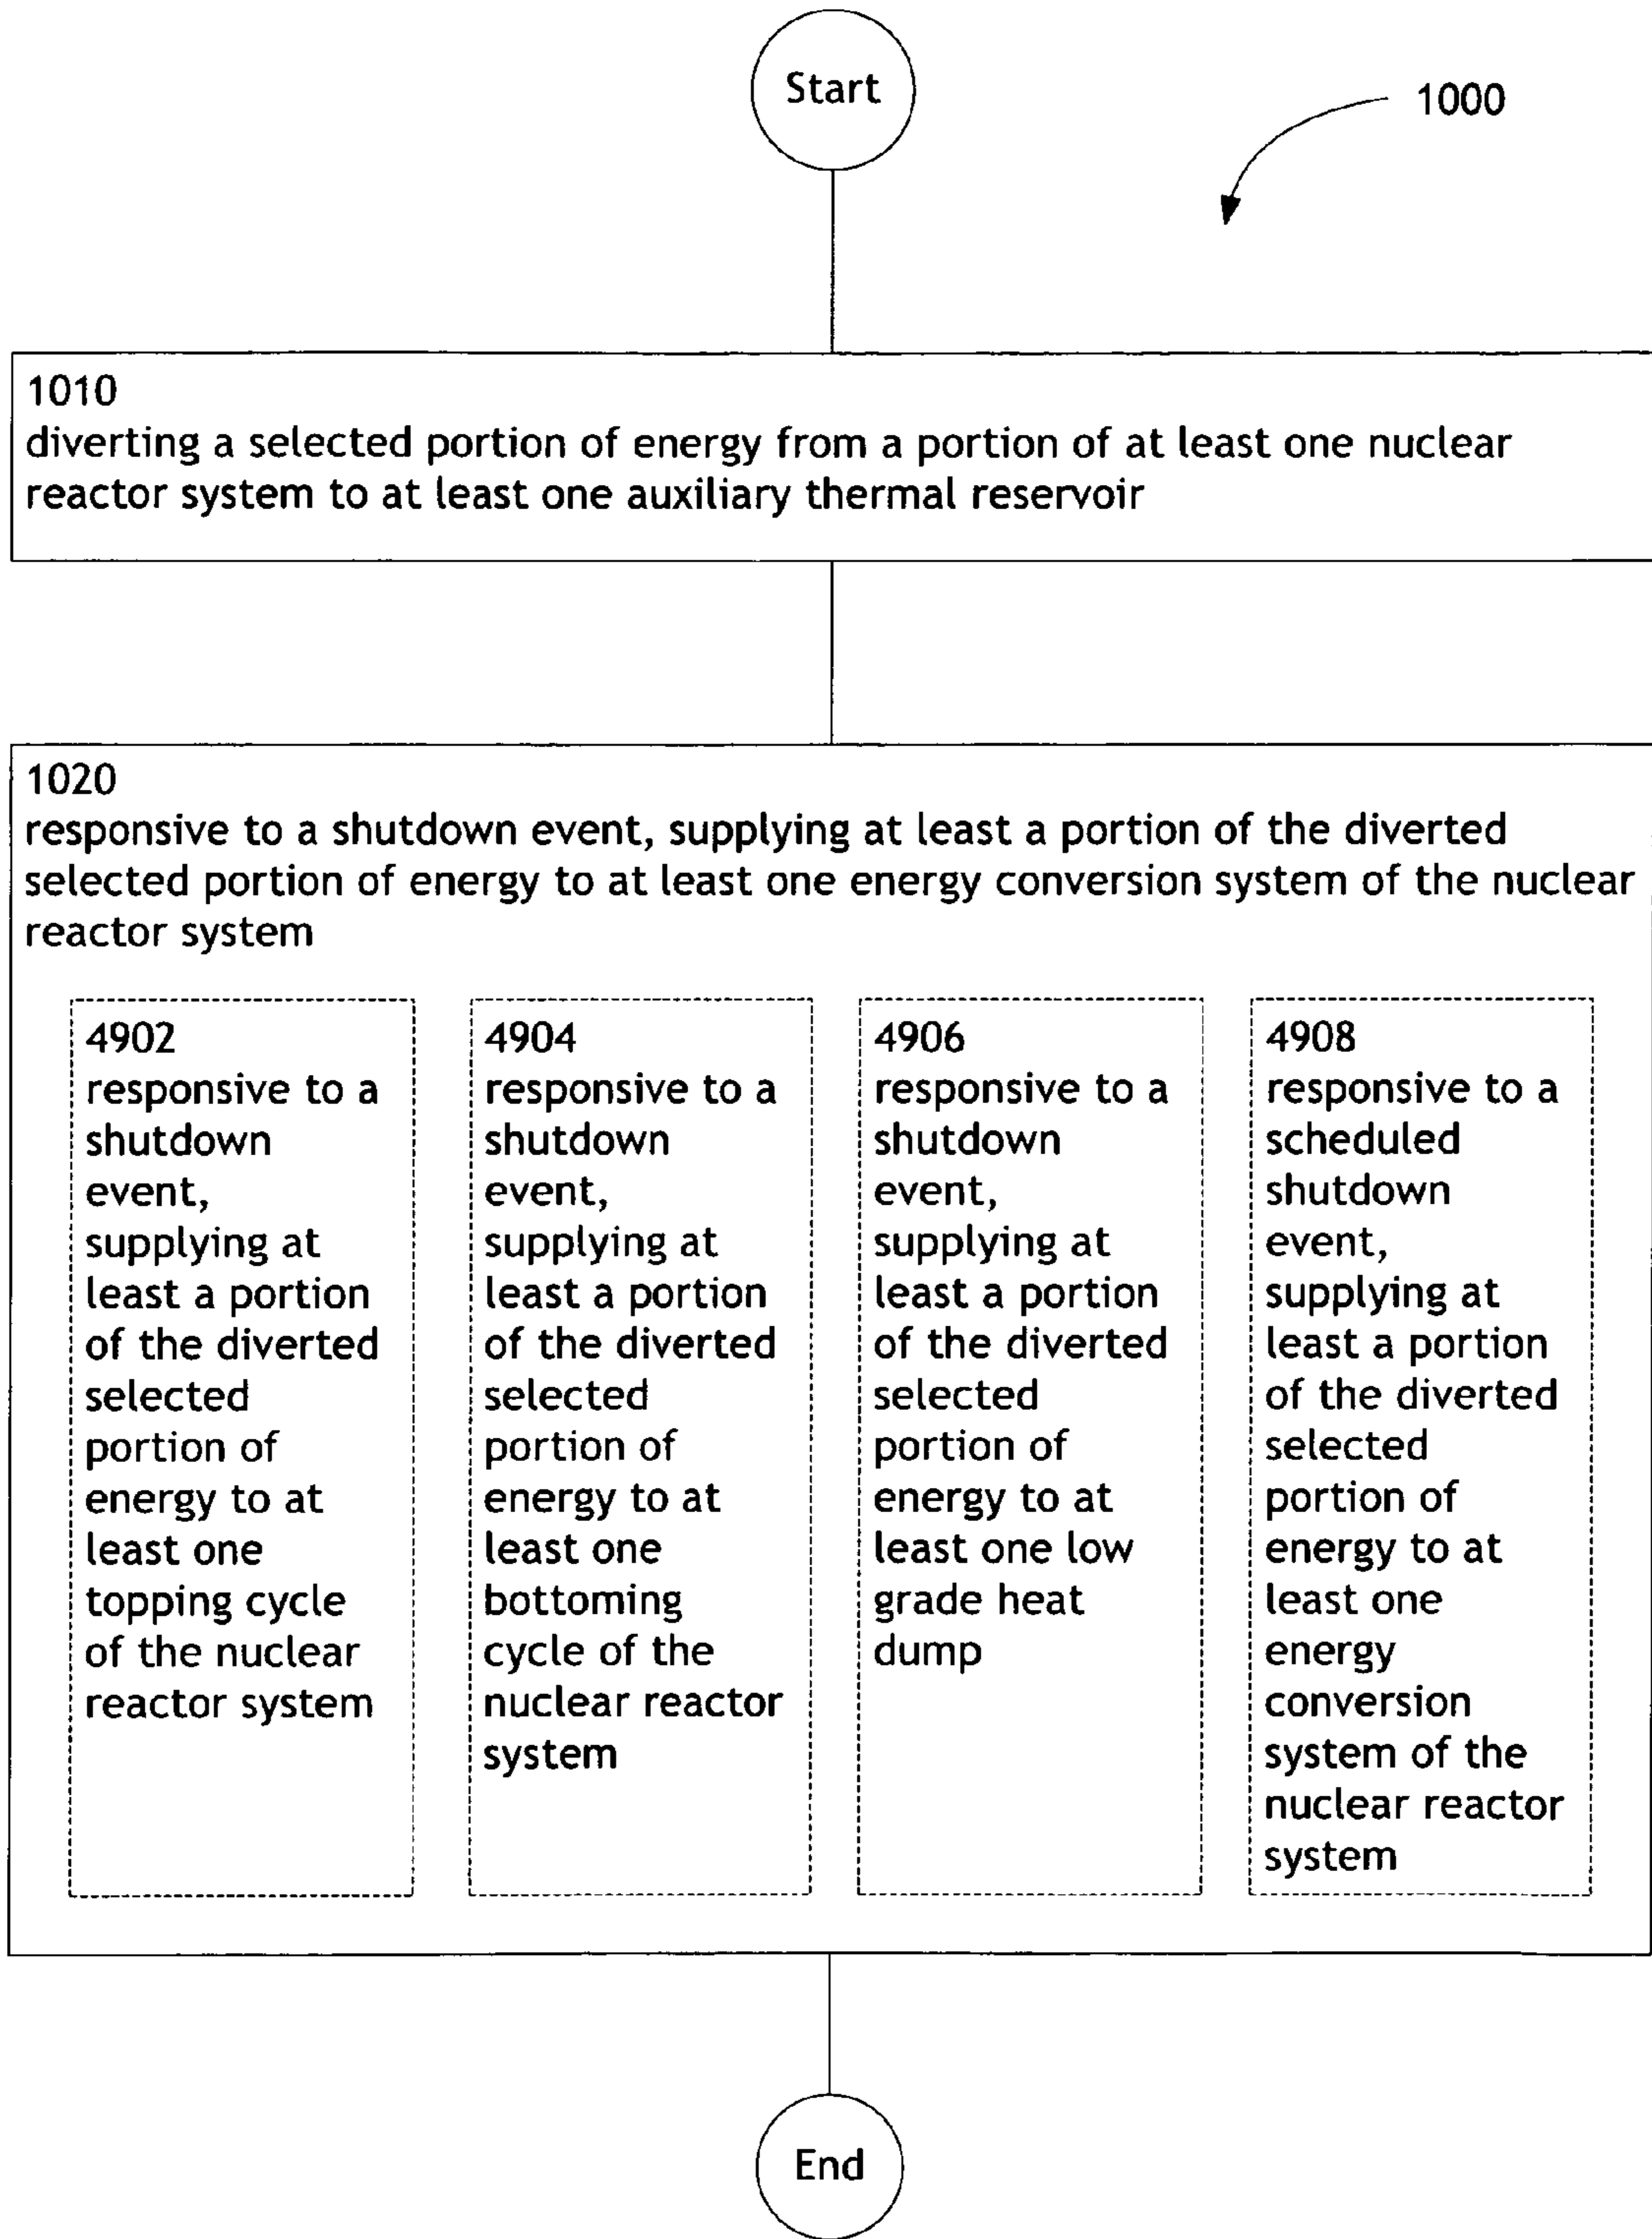 Start
1000
1010
diverting a selected portion of energy from a portion of at least one nuclear
reactor system to at least one auxiliary thermal reservoir
1020
responsive to a shutdown event, supplying at least a portion of the diverted
selected portion of energy to at least one energy conversion system of the nuclear
reactor system
4902
responsive to a
shutdown
event,
supplying at
least a portion
of the diverted
selected
portion of
energy to at
least one
topping cycle
of the nuclear
reactor system
4904
responsive to a
shutdown
event,
supplying at
least a portion
of the diverted
selected
portion of
energy to at
least one
bottoming
cycle of the
nuclear reactor
system
4906
responsive to a
shutdown
event,
supplying at
least a portion
of the diverted
selected
portion of
energy to at
least one low
grade heat
dump
4908
responsive to a
scheduled
shutdown
event,
supplying at
least a portion
of the diverted
selected
portion of
energy to at
least one
energy
conversion
system of the
nuclear reactor
system
End